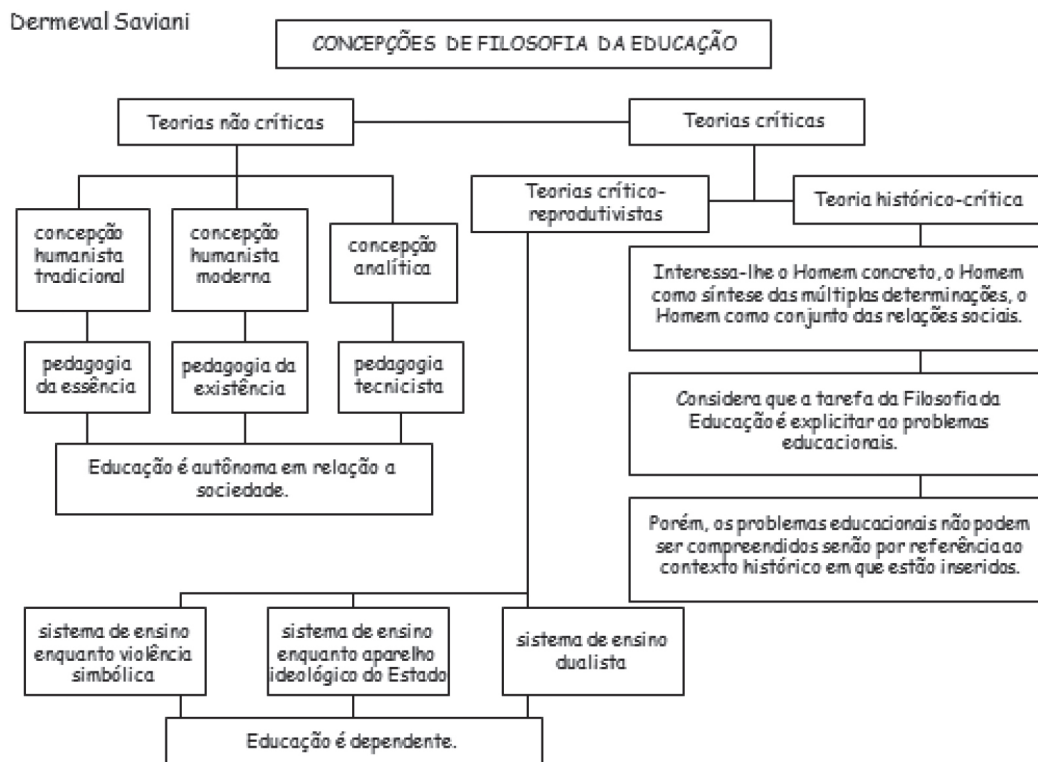 Dermeval Saviani
CONCEPÇÕES DE FILOSOFIA DA EDUCAÇÃO
Teorias não críticas
Teorias críticas
Teorias crítico-
reprodutivistas
Teoria histórico-crítica
concepção
humanista
tradicional
concepção
humanista
moderna
concepção
analítica
Interessa-lhe o Homem concreto, o Homem
como síntese das múltiplas determinações, o
Homem como conjunto das relações sociais.
pedagogia
da essência
pedagogia da
existência
pedagogia
tecnicista
Considera que a tarefa da Filosofia da
Educação é explicitar ao problemas
educacionais.
Educação é autônoma em relação a
sociedade.
Porém, os problemas educacionais não podem
ser compreendidos senão por referência ao
contexto histórico em que estão inseridos.
sistema de ensino
enquanto violência
simbólica
sistema de ensino
enquanto aparelho
ideológico do Estado
sistema de ensino
dualista
Educação é dependente.